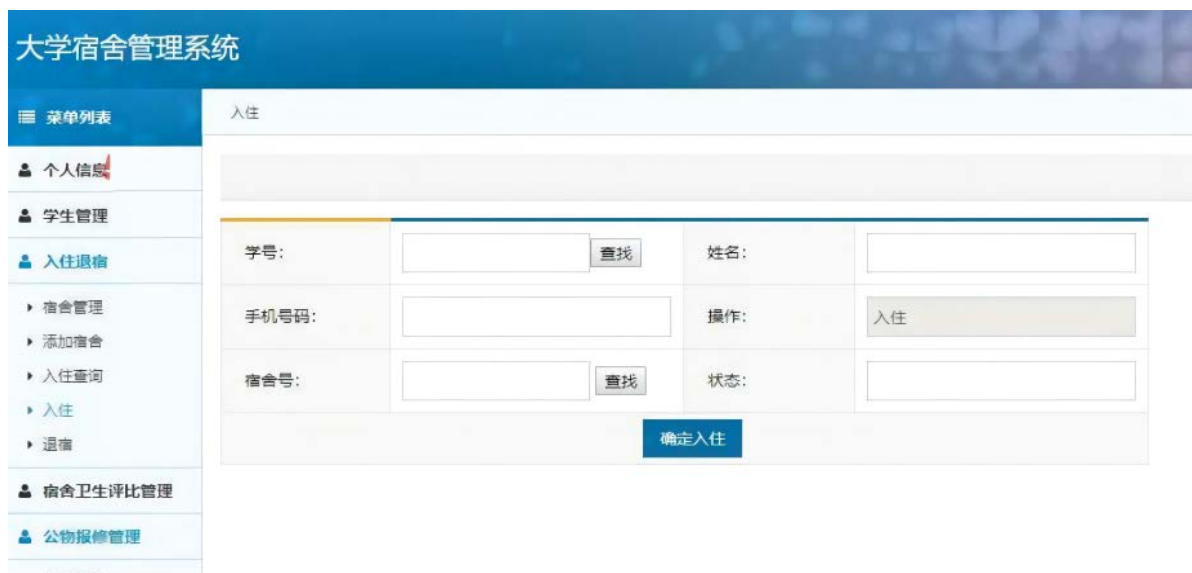 大学宿舍管理系统
菜单列表
入住
个人信息
学生管理
入住退宿
宿舍管理
添加宿舍
入住查询
入住
退宿
宿舍卫生评比管理
公物报修管理
学号: 查找 姓名:
手机号码: 操作: 入住
宿舍号: 查找 状态:
确定入住